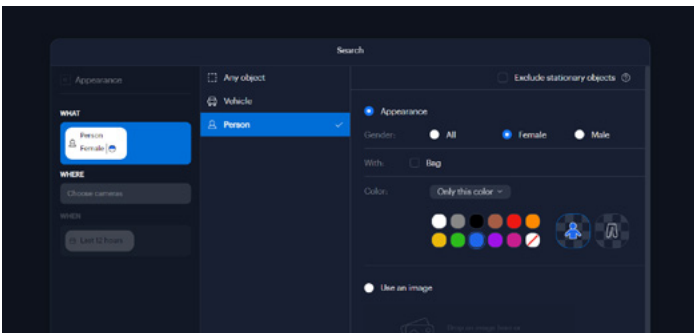 Search
Appearance
WHAT
Person
Female
WHERE
Choose cameras
WHEN
Last 12 hours
Any object
Vehicle
Person
Exclude stationary objects
Appearance
Gender:
All
Female
Male
With:
Bag
Color:
Only this color
Use an image